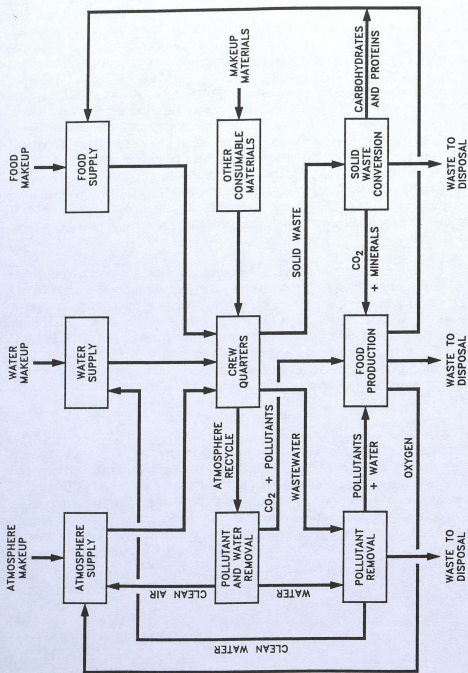 FOOD
MAKEUP
WATER
MAKEUP
ATMOSPHERE
MAKEUP
FOOD
SUPPLY
WATER
SUPPLY
ATMOSPHERE
SUPPLY
MAKEUP
MATERIALS
OTHER
CONSUMABLE
MATERIALS
CREW
QUARTERS
ATMOSPHERE
RECYCLE
POLLUTANT
AND WATER
REMOVAL
CLEAN AIR
WATER
CO2 + POLLUTANTS
WASTEWATER
SOLID WASTE
CLEAN WATER
SOLID
WASTE
CONVERSION
CARBOHYDRATES
AND PROTEINS
CO2
+ MINERALS
FOOD
PRODUCTION
POLLUTANTS
+ WATER
POLLUTANT
REMOVAL
OXYGEN
WASTE TO
DISPOSAL
WASTE TO
DISPOSAL
WASTE TO
DISPOSAL